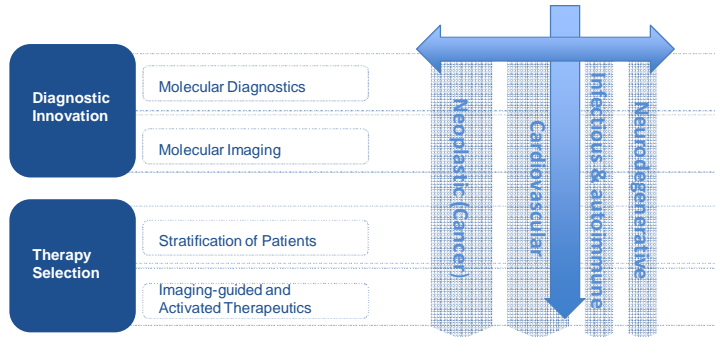 Diagnostic
Innovation
Molecular Diagnostics
Molecular Imaging
Therapy
Selection
Stratification of Patients
Imaging-guided and
Activated Therapeutics
Neoplastic (Cancer)
Cardiovascular
Infectious & autoimmune
Neurodegenerative